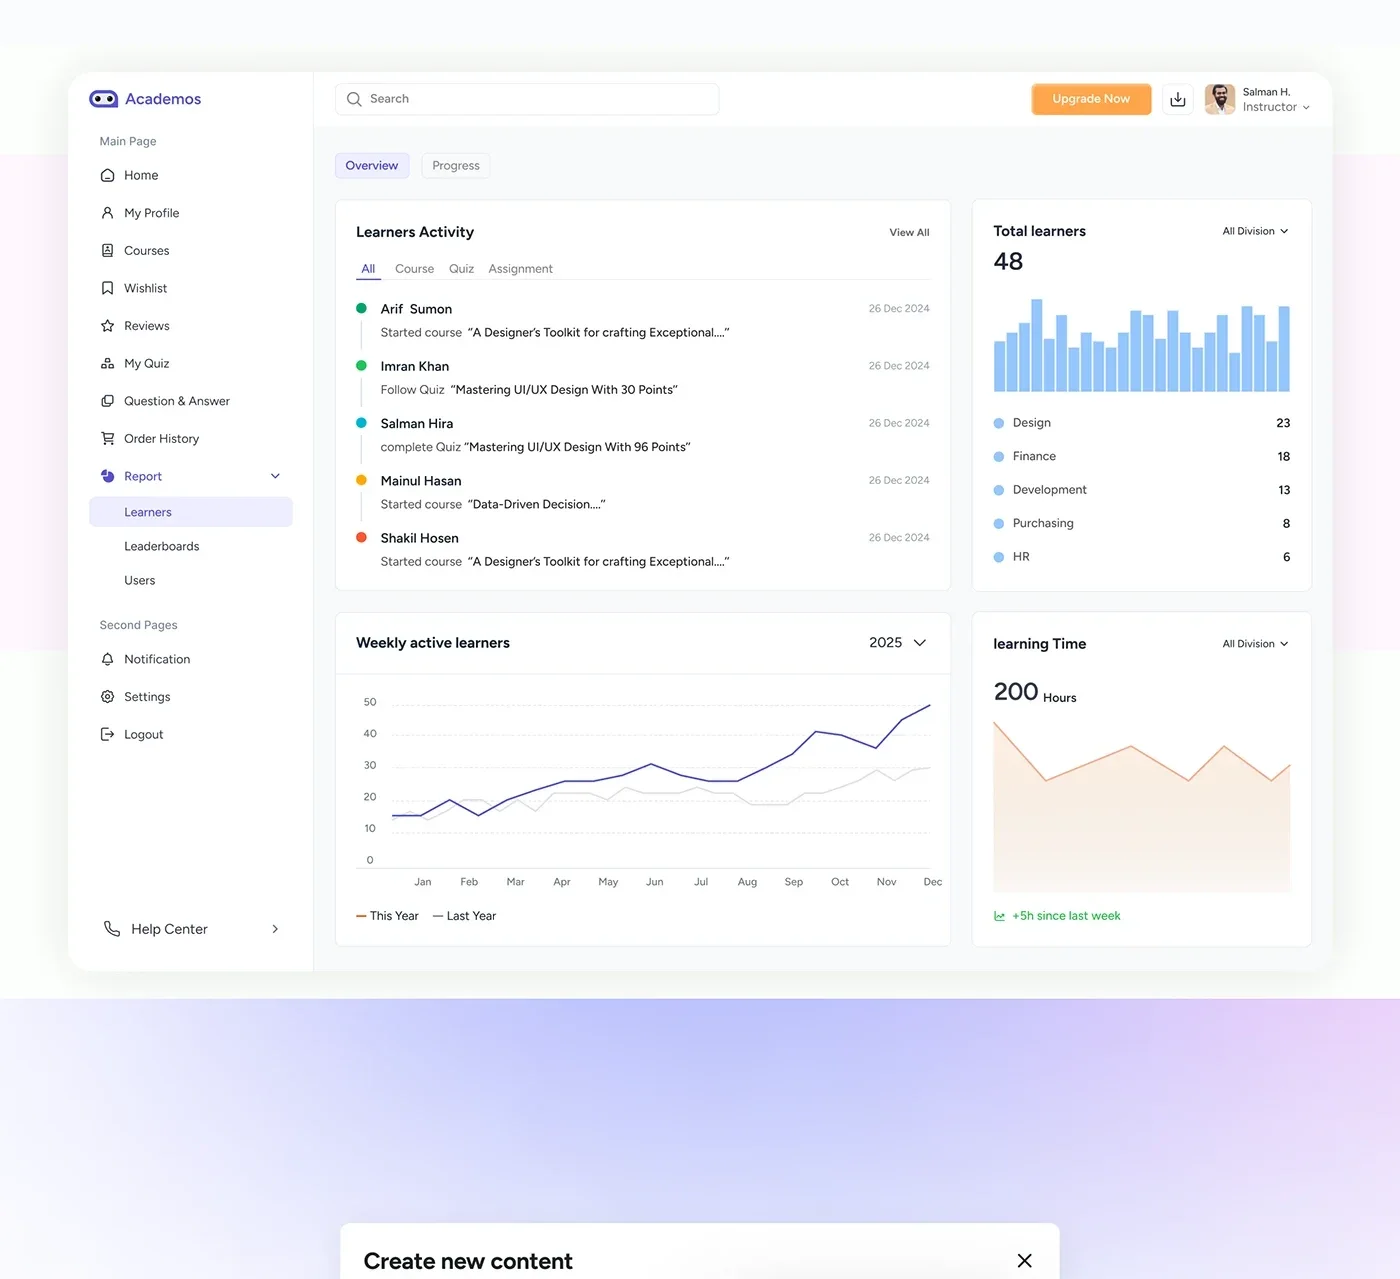 Academos
Search
Upgrade Now
Salman H.
Instructor
Main Page
Home
My Profile
Courses
Wishlist
Reviews
My Quiz
Question & Answer
Order History
Report
Learners
Leaderboards
Users
Second Pages
Notification
Settings
Logout
Help Center
Overview
Progress
Learners Activity
View All
All
Course
Quiz
Assignment
Arif  Sumon
26 Dec 2024
Started course  “A Designer’s Toolkit for crafting Exceptional....”
Imran Khan
26 Dec 2024
Follow Quiz  “Mastering UI/UX Design With 30 Points”
Salman Hira
26 Dec 2024
complete Quiz “Mastering UI/UX Design With 96 Points”
Mainul Hasan
26 Dec 2024
Started course  “Data-Driven Decision....”
Shakil Hosen
26 Dec 2024
Started course  “A Designer’s Toolkit for crafting Exceptional....”
Total learners
All Division
48
Design 23
Finance 18
Development 13
Purchasing 8
HR 6
Weekly active learners
2025
50
40
30
20
10
0
Jan Feb Mar Apr May Jun Jul Aug Sep Oct Nov Dec
This Year
Last Year
learning Time
All Division
200 Hours
+5h since last week
Create new content